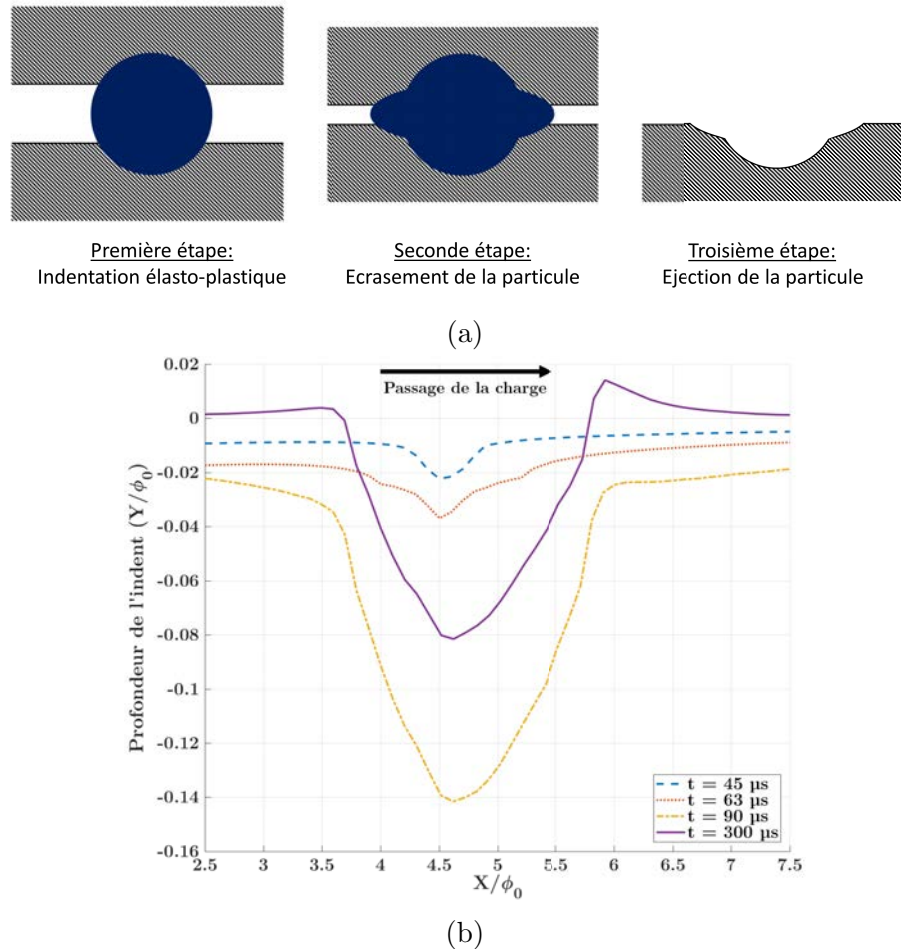 Première étape:
Indentation élasto-plastique
Seconde étape:
Ecrasement de la particule
Troisième étape:
Ejection de la particule
(a)
Passage de la charge
Profondeur de l'indent (Y/ϕ₀)
0.02
0
-0.02
-0.04
-0.06
-0.08
-0.1
-0.12
-0.14
-0.16
t = 45 µs
t = 63 µs
t = 90 µs
t = 300 µs
2.5 3 3.5 4 4.5 5 5.5 6 6.5 7 7.5
X/ϕ₀
(b)